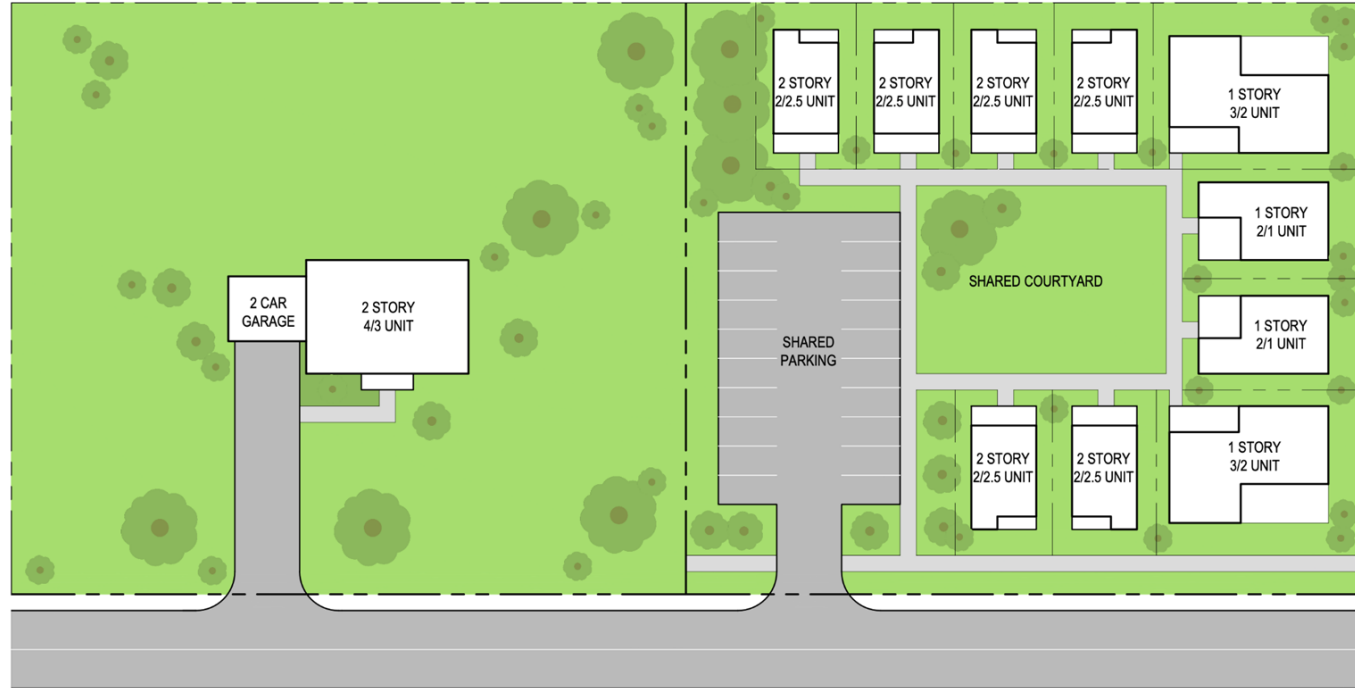 2 STORY
2/2.5 UNIT
2 STORY
2/2.5 UNIT
2 STORY
2/2.5 UNIT
2 STORY
2/2.5 UNIT
1 STORY
3/2 UNIT
1 STORY
2/1 UNIT
SHARED COURTYARD
2 CAR
GARAGE
2 STORY
4/3 UNIT
SHARED
PARKING
1 STORY
2/1 UNIT
2 STORY
2/2.5 UNIT
2 STORY
2/2.5 UNIT
1 STORY
3/2 UNIT